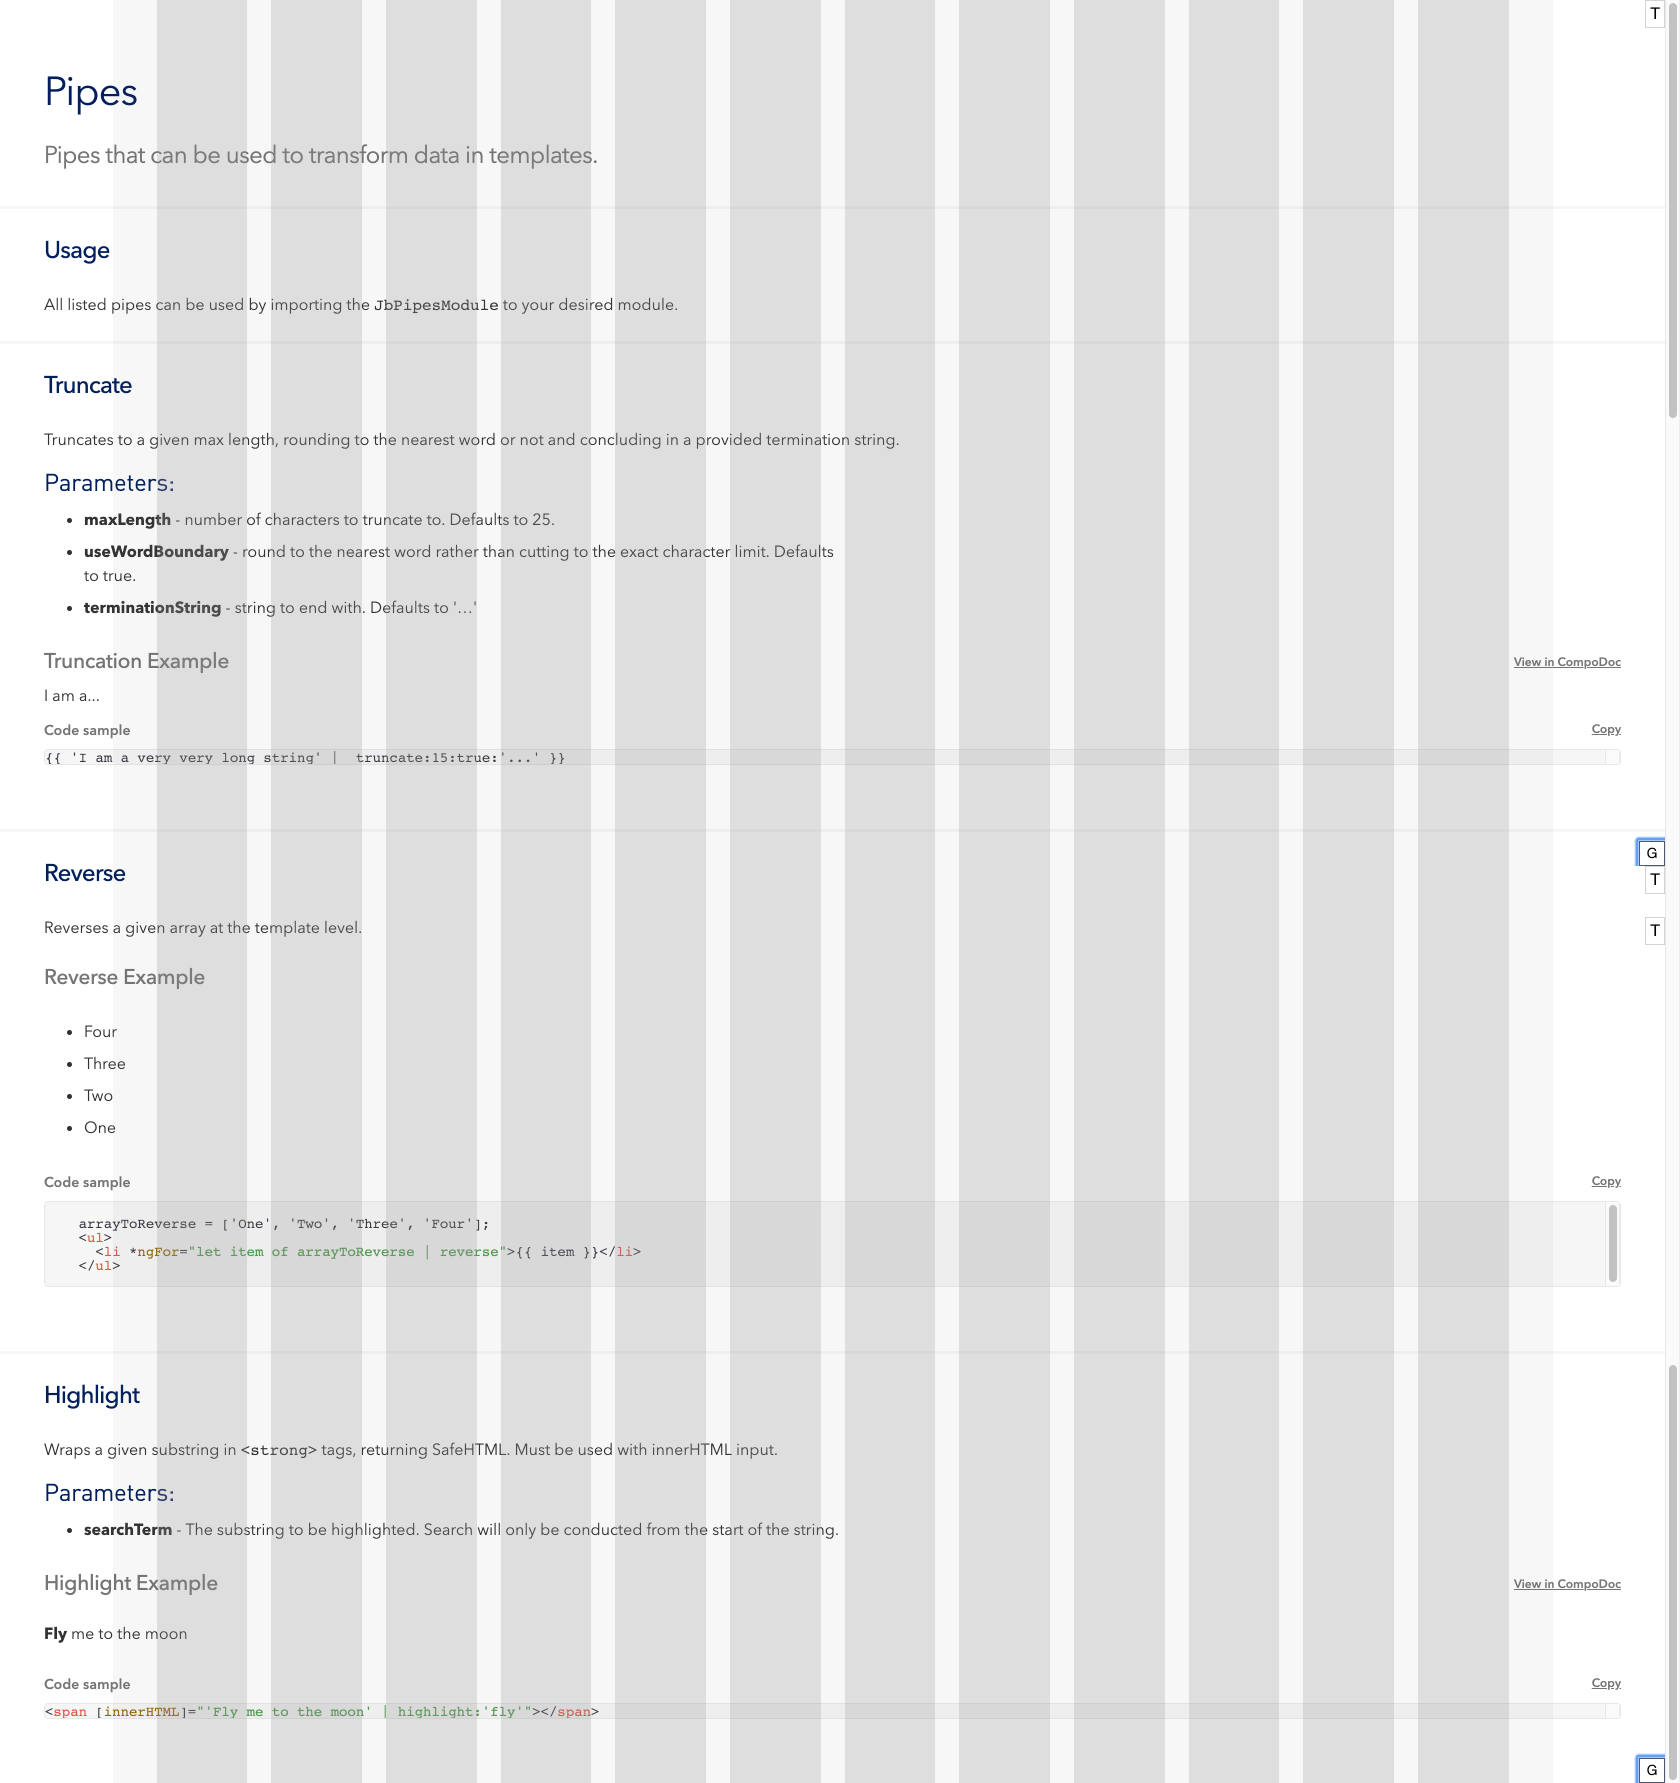 T
Pipes
Pipes that can be used to transform data in templates.
Usage
All listed pipes can be used by importing the JbPipesModule to your desired module.
Truncate
Truncates to a given max length, rounding to the nearest word or not and concluding in a provided termination string.
Parameters:
• maxLength - number of characters to truncate to. Defaults to 25.
• useWordBoundary - round to the nearest word rather than cutting to the exact character limit. Defaults
to true.
• terminationString - string to end with. Defaults to '...'
Truncation Example
View in CompoDoc
I am a...
Code sample
Copy
{{ 'I am a very very long string' |  truncate:15:true:'...' }}
G
Reverse
T
Reverses a given array at the template level.
T
Reverse Example
• Four
• Three
• Two
• One
Code sample
Copy
arrayToReverse = ['One', 'Two', 'Three', 'Four'];
<ul>
  <li *ngFor="let item of arrayToReverse | reverse">{{ item }}</li>
</ul>
Highlight
Wraps a given substring in <strong> tags, returning SafeHTML. Must be used with innerHTML input.
Parameters:
• searchTerm - The substring to be highlighted. Search will only be conducted from the start of the string.
Highlight Example
View in CompoDoc
Fly me to the moon
Code sample
Copy
<span [innerHTML]="'Fly me to the moon' | highlight:'fly'"></span>
G